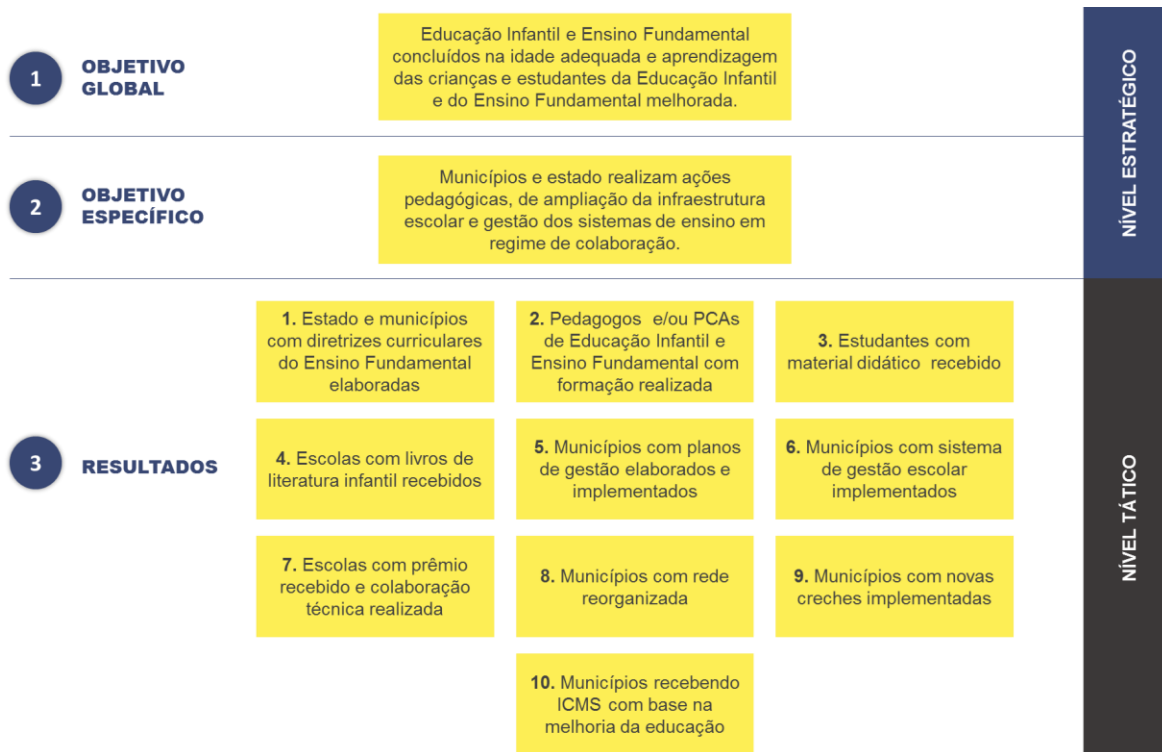 1
OBJETIVO
GLOBAL
Educação Infantil e Ensino Fundamental
concluídos na idade adequada e aprendizagem
das crianças e estudantes da Educação Infantil
e do Ensino Fundamental melhorada.
2
OBJETIVO
ESPECÍFICO
Municípios e estado realizam ações
pedagógicas, de ampliação da infraestrutura
escolar e gestão dos sistemas de ensino em
regime de colaboração.
NÍVEL ESTRATÉGICO
3
RESULTADOS
1. Estado e municípios
com diretrizes curriculares
do Ensino Fundamental
elaboradas
2. Pedagogos e/ou PCAs
de Educação Infantil e
Ensino Fundamental com
formação realizada
3. Estudantes com
material didático recebido
4. Escolas com livros de
literatura infantil recebidos
5. Municípios com planos
de gestão elaborados e
implementados
6. Municípios com sistema
de gestão escolar
implementados
7. Escolas com prêmio
recebido e colaboração
técnica realizada
8. Municípios com rede
reorganizada
9. Municípios com novas
creches implementadas
10. Municípios recebendo
ICMS com base na
melhoria da educação
NÍVEL TÁTICO